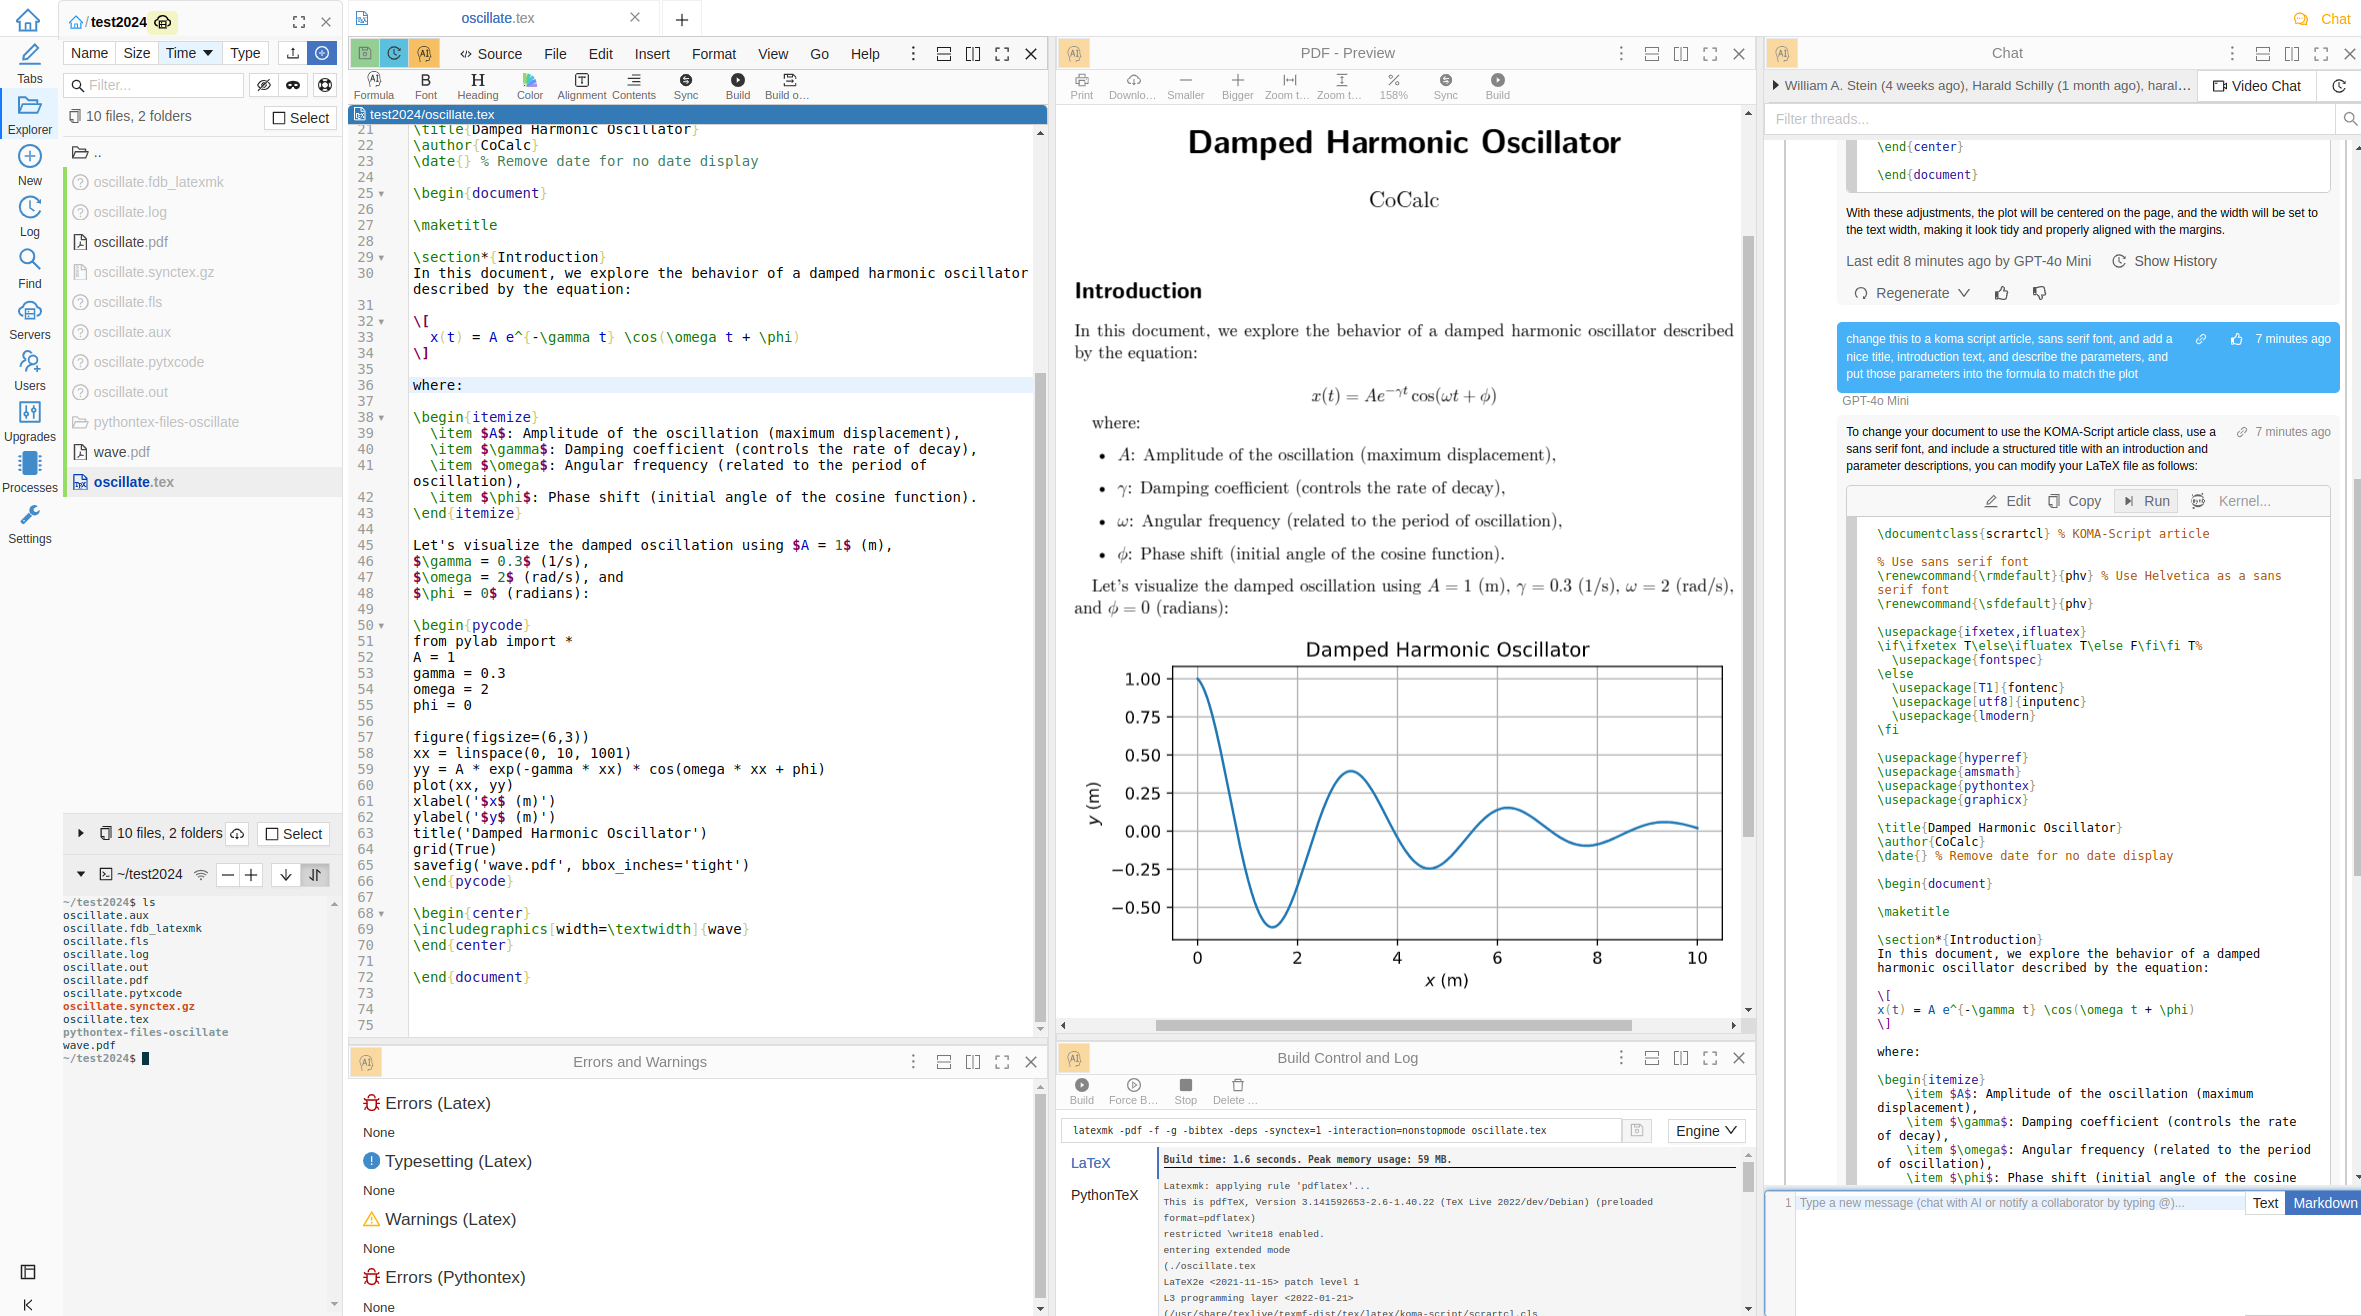 Tabs
Explorer
New
Log
Find
Servers
Users
Upgrades
Processes
Settings
/ test2024
Name Size Time Type
Filter...
10 files, 2 folders
Select
..
oscillate.fdb_latexmk
oscillate.log
oscillate.pdf
oscillate.synctex.gz
oscillate.fls
oscillate.aux
oscillate.pytxcode
oscillate.out
pythontex-files-oscillate
wave.pdf
oscillate.tex
10 files, 2 folders Select
~/test2024
~/test2024$ ls
oscillate.aux
oscillate.fdb_latexmk
oscillate.fls
oscillate.log
oscillate.out
oscillate.pdf
oscillate.pytxcode
oscillate.synctex.gz
oscillate.tex
pythontex-files-oscillate
wave.pdf
~/test2024$
oscillate.tex
AI Source File Edit Insert Format View Go Help
Formula Font Heading Color Alignment Contents Sync Build Build o...
test2024/oscillate.tex
21 \title{Damped Harmonic Oscillator}
22 \author{CoCalc}
23 \date{} % Remove date for no date display
24
25 \begin{document}
26
27 \maketitle
28
29 \section*{Introduction}
30 In this document, we explore the behavior of a damped harmonic oscillator
described by the equation:
31
32 \[
33 x(t) = A e^{-\gamma t} \cos(\omega t + \phi)
34 \]
35
36 where:
37
38 \begin{itemize}
39 \item $A$: Amplitude of the oscillation (maximum displacement),
40 \item $\gamma$: Damping coefficient (controls the rate of decay),
41 \item $\omega$: Angular frequency (related to the period of
oscillation),
42 \item $\phi$: Phase shift (initial angle of the cosine function).
43 \end{itemize}
44
45 Let's visualize the damped oscillation using $A = 1$ (m),
46 $\gamma = 0.3$ (1/s),
47 $\omega = 2$ (rad/s), and
48 $\phi = 0$ (radians):
49
50 \begin{pycode}
51 from pylab import *
52 A = 1
53 gamma = 0.3
54 omega = 2
55 phi = 0
56
57 figure(figsize=(6,3))
58 xx = linspace(0, 10, 1001)
59 yy = A * exp(-gamma * xx) * cos(omega * xx + phi)
60 plot(xx, yy)
61 xlabel('$x$ (m)')
62 ylabel('$y$ (m)')
63 title('Damped Harmonic Oscillator')
64 grid(True)
65 savefig('wave.pdf', bbox_inches='tight')
66 \end{pycode}
67
68 \begin{center}
69 \includegraphics[width=\textwidth]{wave}
70 \end{center}
71
72 \end{document}
73
74
75
AI Errors and Warnings
Errors (Latex)
None
Typesetting (Latex)
None
Warnings (Latex)
None
Errors (Pythontex)
None
AI PDF - Preview
Print Downlo... Smaller Bigger Zoom t... Zoom t... 158% Sync Build
Damped Harmonic Oscillator
CoCalc
Introduction
In this document, we explore the behavior of a damped harmonic oscillator described
by the equation:
x(t) = Ae^{−γt} cos(ωt + ϕ)
where:
• A: Amplitude of the oscillation (maximum displacement),
• γ: Damping coefficient (controls the rate of decay),
• ω: Angular frequency (related to the period of oscillation),
• ϕ: Phase shift (initial angle of the cosine function).
Let's visualize the damped oscillation using A = 1 (m), γ = 0.3 (1/s), ω = 2 (rad/s),
and ϕ = 0 (radians):
Damped Harmonic Oscillator
1.00
0.75
0.50
0.25
0.00
−0.25
−0.50
y (m)
0 2 4 6 8 10
x (m)
AI Build Control and Log
Build Force B... Stop Delete ...
latexmk -pdf -f -g -bibtex -deps -synctex=1 -interaction=nonstopmode oscillate.tex
Engine
LaTeX
PythonTeX
Build time: 1.6 seconds. Peak memory usage: 59 MB.
Latexmk: applying rule 'pdflatex'...
This is pdfTeX, Version 3.141592653-2.6-1.40.22 (TeX Live 2022/dev/Debian) (preloaded
format=pdflatex)
restricted \write18 enabled.
entering extended mode
(./oscillate.tex
LaTeX2e <2021-11-15> patch level 1
L3 programming layer <2022-01-21>
(/usr/share/texlive/texmf-dist/tex/latex/koma-script/scrartcl.cls
Chat
AI Chat
William A. Stein (4 weeks ago), Harald Schilly (1 month ago), haral...
Video Chat
Filter threads...
\end{center}
\end{document}
With these adjustments, the plot will be centered on the page, and the width will be set to
the text width, making it look tidy and properly aligned with the margins.
Last edit 8 minutes ago by GPT-4o Mini Show History
Regenerate
change this to a koma script article, sans serif font, and add a
nice title, introduction text, and describe the parameters, and
put those parameters into the formula to match the plot
7 minutes ago
GPT-4o Mini
To change your document to use the KOMA-Script article class, use a
sans serif font, and include a structured title with an introduction and
parameter descriptions, you can modify your LaTeX file as follows:
7 minutes ago
Edit Copy Run Kernel...
\documentclass{scrartcl} % KOMA-Script article
% Use sans serif font
\renewcommand{\rmdefault}{phv} % Use Helvetica as a sans
serif font
\renewcommand{\sfdefault}{phv}
\usepackage{ifxetex,ifluatex}
\if\ifxetex T\else\ifluatex T\else F\fi\fi T%
\usepackage{fontspec}
\else
\usepackage[T1]{fontenc}
\usepackage[utf8]{inputenc}
\usepackage{lmodern}
\fi
\usepackage{hyperref}
\usepackage{amsmath}
\usepackage{pythontex}
\usepackage{graphicx}
\title{Damped Harmonic Oscillator}
\author{CoCalc}
\date{} % Remove date for no date display
\begin{document}
\maketitle
\section*{Introduction}
In this document, we explore the behavior of a damped
harmonic oscillator described by the equation:
\[
x(t) = A e^{-\gamma t} \cos(\omega t + \phi)
\]
where:
\begin{itemize}
\item $A$: Amplitude of the oscillation (maximum
displacement),
\item $\gamma$: Damping coefficient (controls the rate
of decay),
\item $\omega$: Angular frequency (related to the period
of oscillation),
\item $\phi$: Phase shift (initial angle of the cosine
1 Type a new message (chat with AI or notify a collaborator by typing @)...
Text Markdown